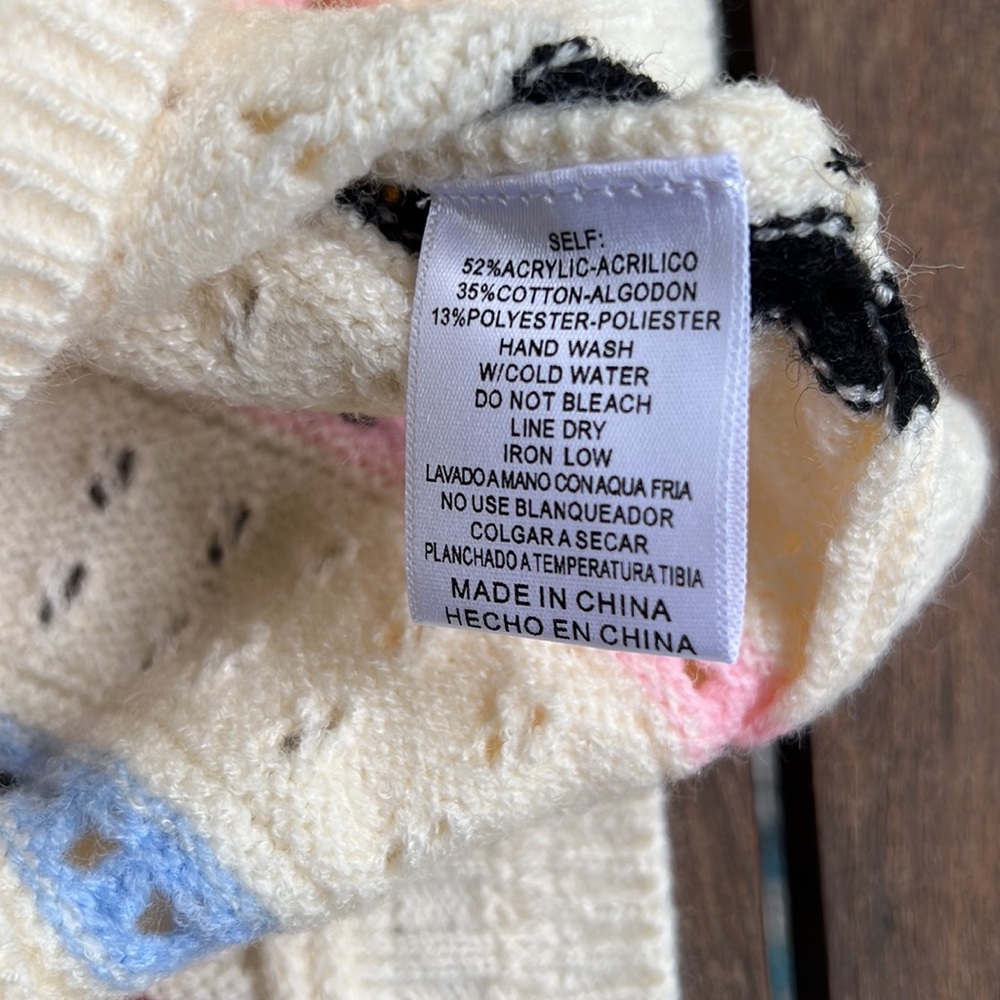 SELF:
52%ACRYLIC-ACRILICO
35%COTTON-ALGODON
13%POLYESTER-POLIESTER
HAND WASH
W/COLD WATER
DO NOT BLEACH
LINE DRY
IRON LOW
LAVADO A MANO CON AQUA FRIA
NO USE BLANQUEADOR
COLGAR A SECAR
PLANCHADO A TEMPERATURA TIBIA
MADE IN CHINA
HECHO EN CHINA